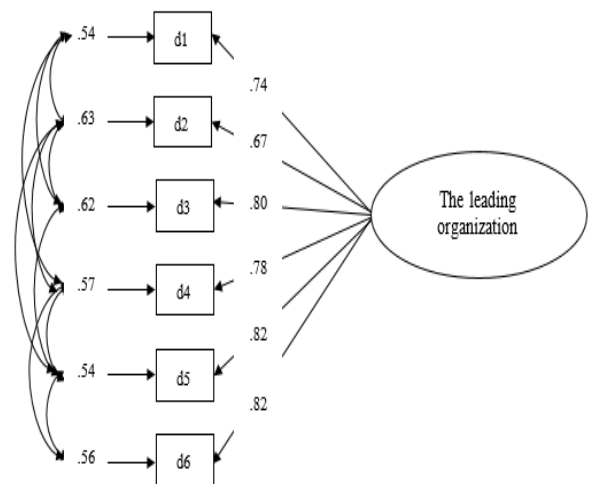 .54
d1
.74
.63
d2
.67
.62
d3
.80
The leading
organization
.57
d4
.78
.54
d5
.82
.56
d6
.82